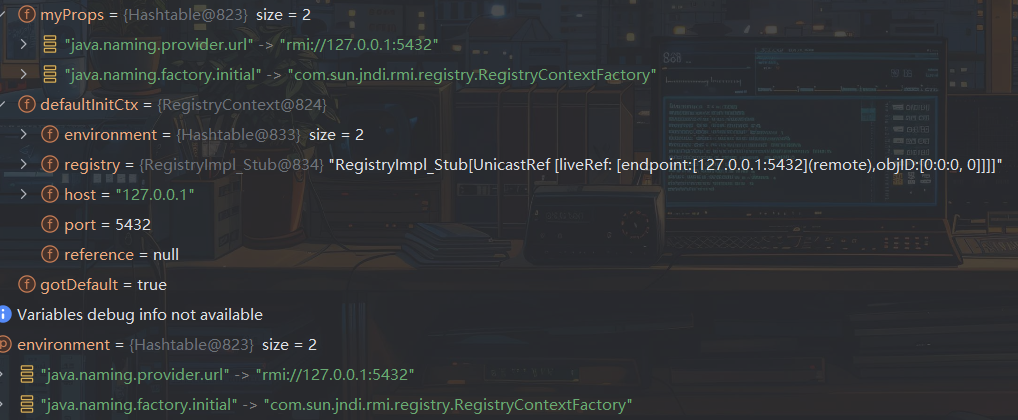 myProps = {Hashtable@823} size = 2
"java.naming.provider.url" -> "rmi://127.0.0.1:5432"
"java.naming.factory.initial" -> "com.sun.jndi.rmi.registry.RegistryContextFactory"
defaultInitCtx = {RegistryContext@824}
environment = {Hashtable@833} size = 2
registry = {RegistryImpl_Stub@834} "RegistryImpl_Stub[UnicastRef [liveRef: [endpoint:[127.0.0.1:5432](remote),objID:[0:0:0, 0]]]]"
host = "127.0.0.1"
port = 5432
reference = null
gotDefault = true
Variables debug info not available
environment = {Hashtable@823} size = 2
"java.naming.provider.url" -> "rmi://127.0.0.1:5432"
"java.naming.factory.initial" -> "com.sun.jndi.rmi.registry.RegistryContextFactory"